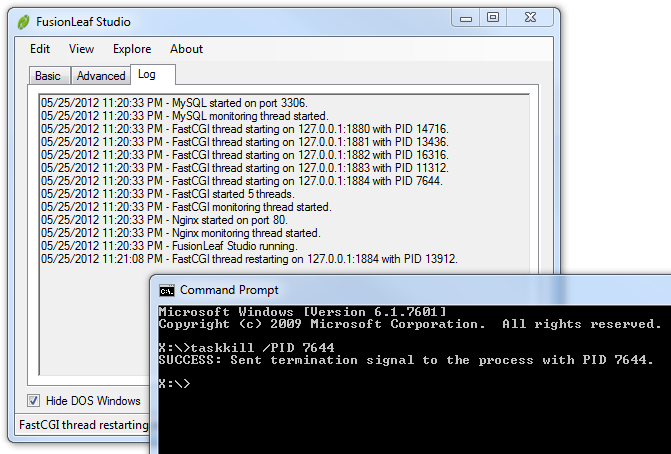 FusionLeaf Studio
Edit View Explore About
Basic Advanced Log
05/25/2012 11:20:33 PM - MySQL started on port 3306.
05/25/2012 11:20:33 PM - MySQL monitoring thread started.
05/25/2012 11:20:33 PM - FastCGI thread starting on 127.0.0.1:1880 with PID 14716.
05/25/2012 11:20:33 PM - FastCGI thread starting on 127.0.0.1:1881 with PID 13436.
05/25/2012 11:20:33 PM - FastCGI thread starting on 127.0.0.1:1882 with PID 16316.
05/25/2012 11:20:33 PM - FastCGI thread starting on 127.0.0.1:1883 with PID 11312.
05/25/2012 11:20:33 PM - FastCGI thread starting on 127.0.0.1:1884 with PID 7644.
05/25/2012 11:20:33 PM - FastCGI started 5 threads.
05/25/2012 11:20:33 PM - FastCGI monitoring thread started.
05/25/2012 11:20:33 PM - Nginx started on port 80.
05/25/2012 11:20:33 PM - Nginx monitoring thread started.
05/25/2012 11:20:33 PM - FusionLeaf Studio running.
05/25/2012 11:21:08 PM - FastCGI thread restarting on 127.0.0.1:1884 with PID 13912.
Hide DOS Windows
FastCGI thread restarting
C:\.
Command Prompt
Microsoft Windows [Version 6.1.7601]
Copyright (c) 2009 Microsoft Corporation.  All rights reserved.
X:\>taskkill /PID 7644
SUCCESS: Sent termination signal to the process with PID 7644.
X:\>